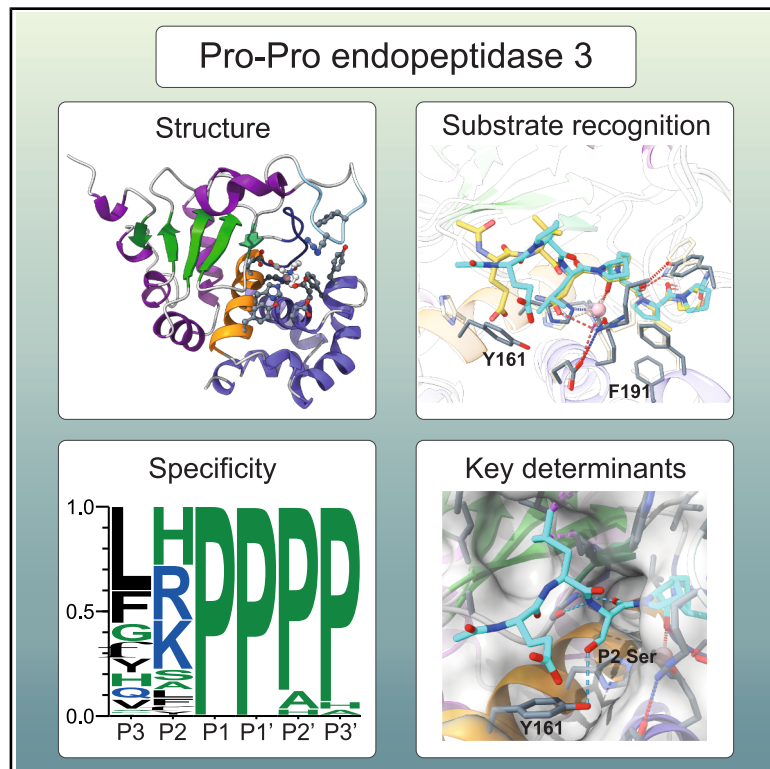 Pro-Pro endopeptidase 3
Structure
Substrate recognition
Y161
F191
Specificity
1.0
0.5
0.0
L H P P P P
F R
G K
Y S
H A A H
Q A
V
P3 P2 P1 P1' P2' P3'
Key determinants
P2 Ser
Y161